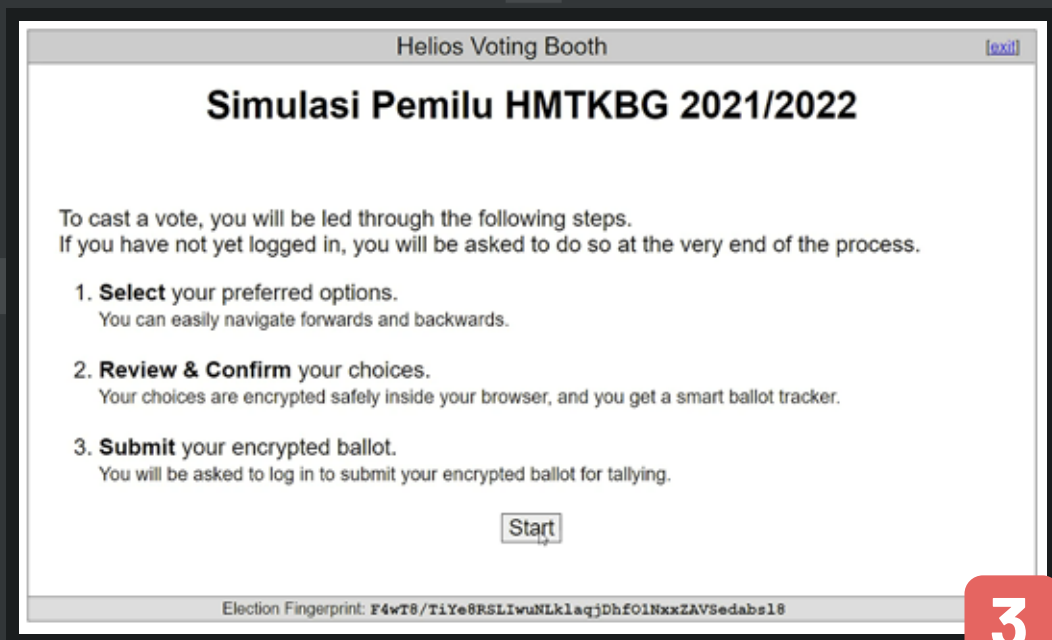 Helios Voting Booth
[exit]
Simulasi Pemilu HMTKBG 2021/2022
To cast a vote, you will be led through the following steps.
If you have not yet logged in, you will be asked to do so at the very end of the process.
1. Select your preferred options.
You can easily navigate forwards and backwards.
2. Review & Confirm your choices.
Your choices are encrypted safely inside your browser, and you get a smart ballot tracker.
3. Submit your encrypted ballot.
You will be asked to log in to submit your encrypted ballot for tallying.
Start
Election Fingerprint:
3